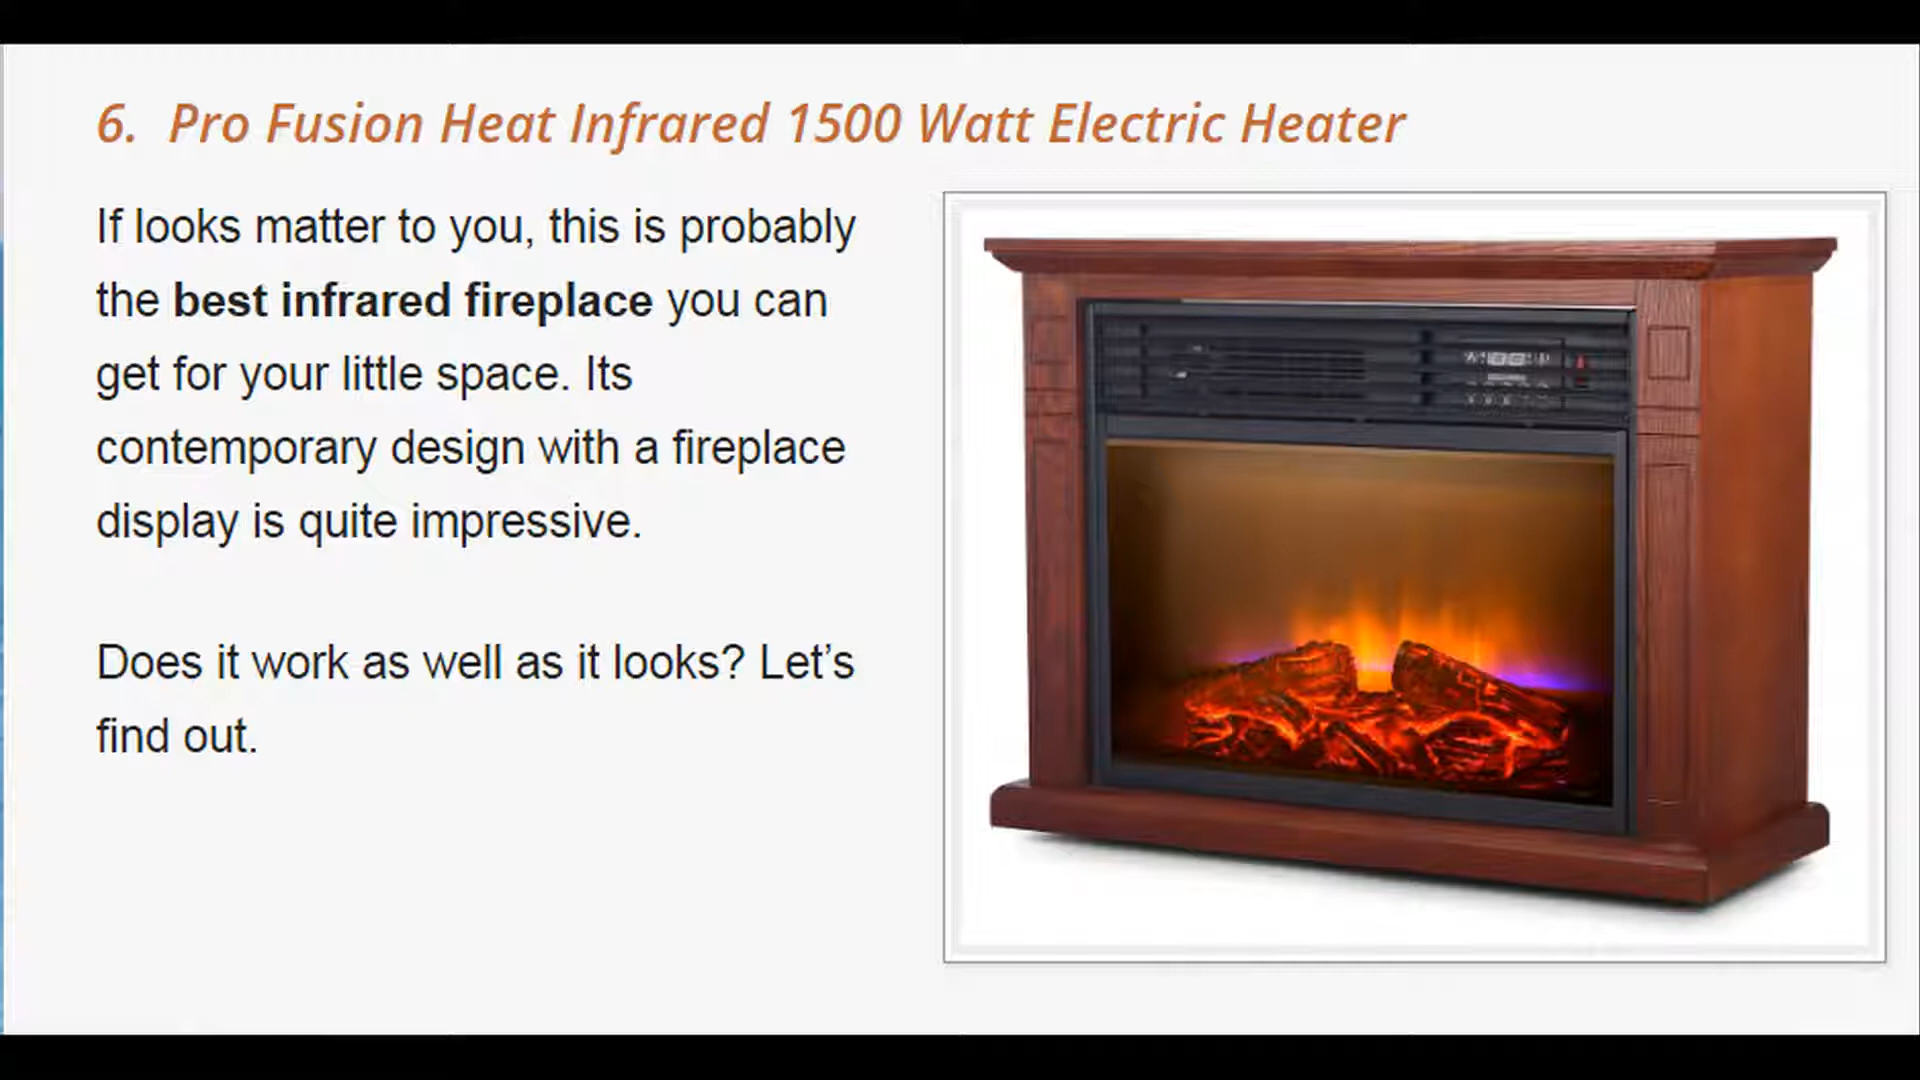 6. Pro Fusion Heat Infrared 1500 Watt Electric Heater
If looks matter to you, this is probably
the best infrared fireplace you can
get for your little space. Its
contemporary design with a fireplace
display is quite impressive.
Does it work as well as it looks? Let’s
find out.